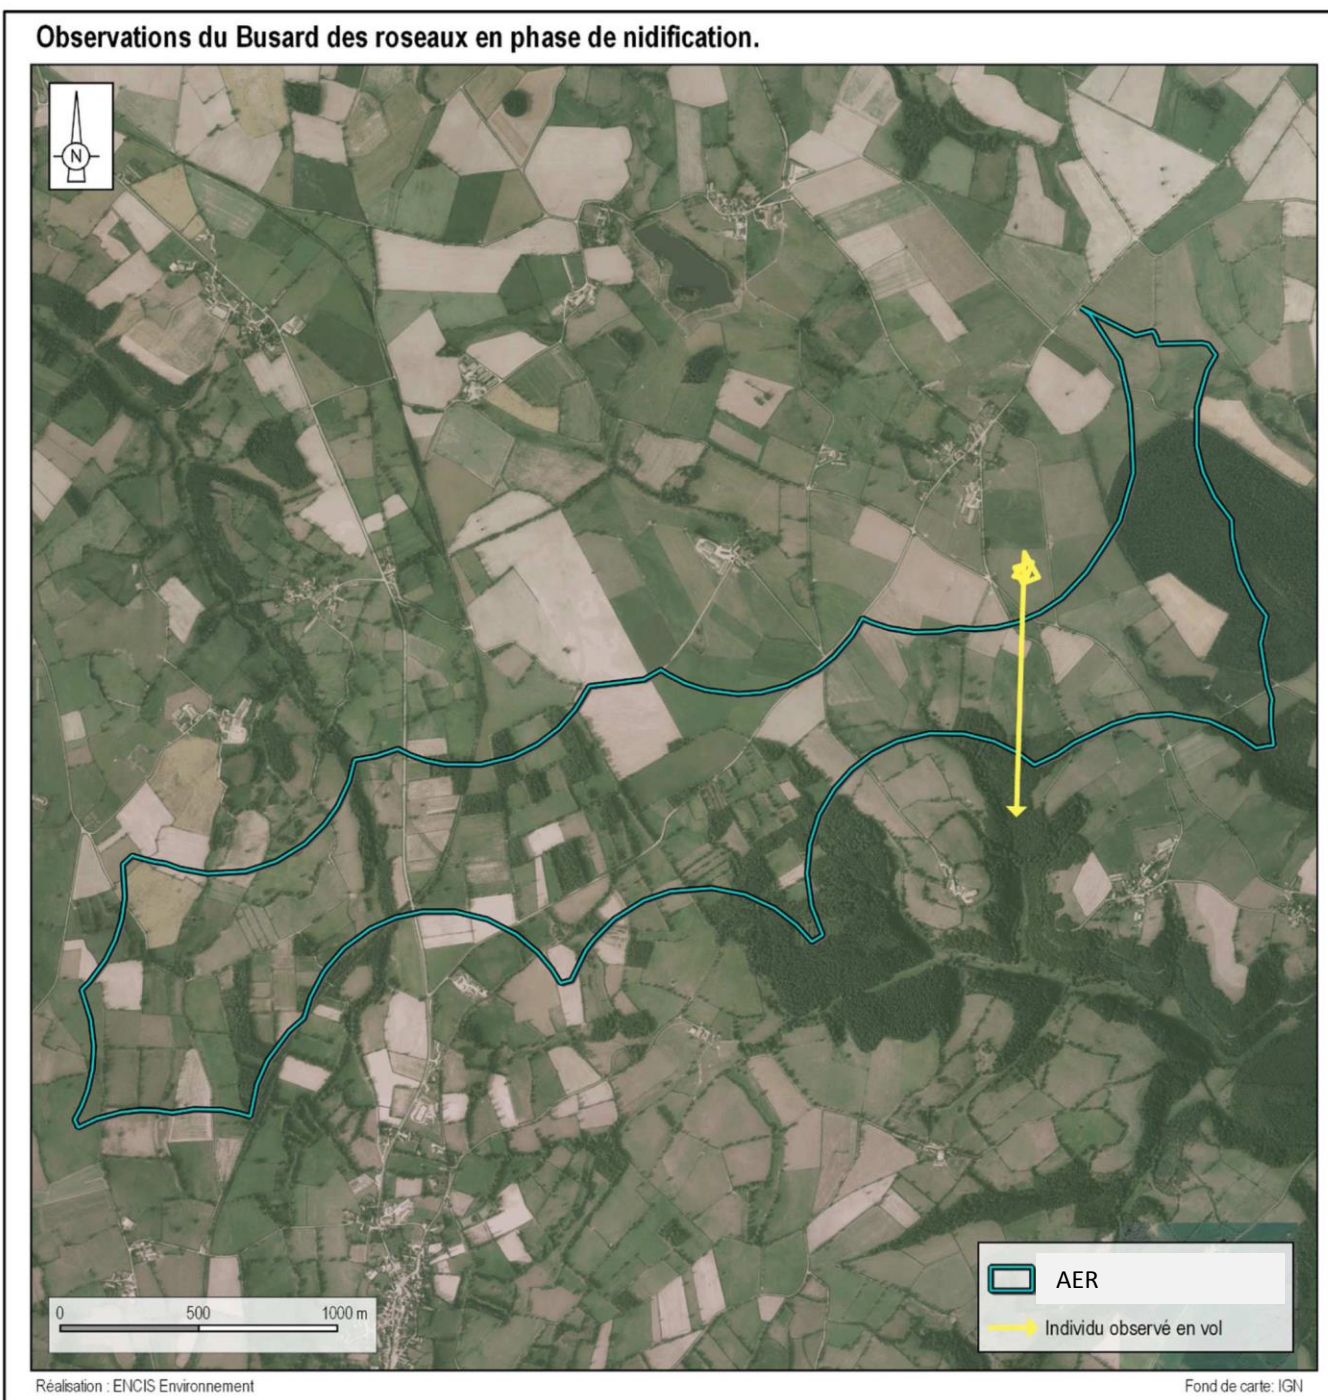 Observations du Busard des roseaux en phase de nidification.
N
AER
Individu observé en vol
0 500 1000 m
Réalisation : ENCIS Environnement
Fond de carte: IGN